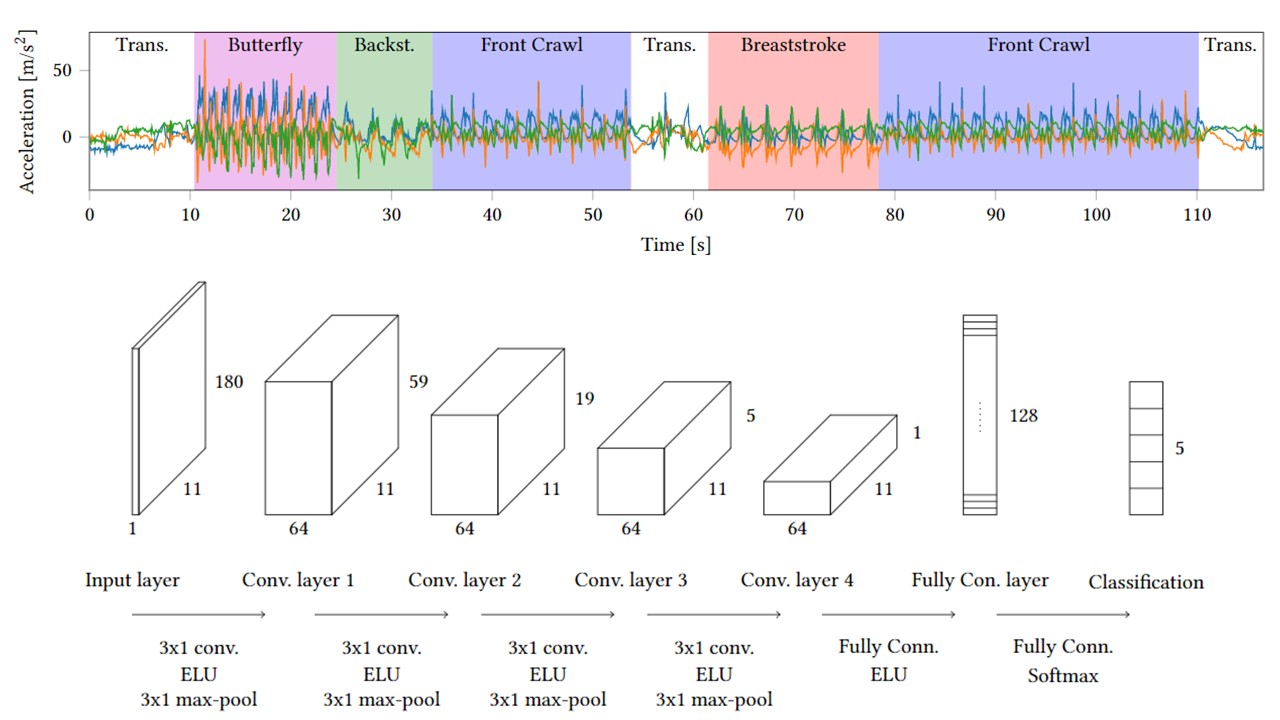 Trans. Butterfly Backst. Front Crawl Trans. Breaststroke Front Crawl Trans.
Acceleration [m/s²]
50
0
0 10 20 30 40 50 60 70 80 90 100 110
Time [s]
180 59 19 5 1 128 5
11 11 11 11 11
1 64 64 64 64
Input layer Conv. layer 1 Conv. layer 2 Conv. layer 3 Conv. layer 4 Fully Con. layer Classification
3x1 conv. 3x1 conv. 3x1 conv. 3x1 conv. Fully Conn. Fully Conn.
ELU ELU ELU ELU ELU Softmax
3x1 max-pool 3x1 max-pool 3x1 max-pool 3x1 max-pool